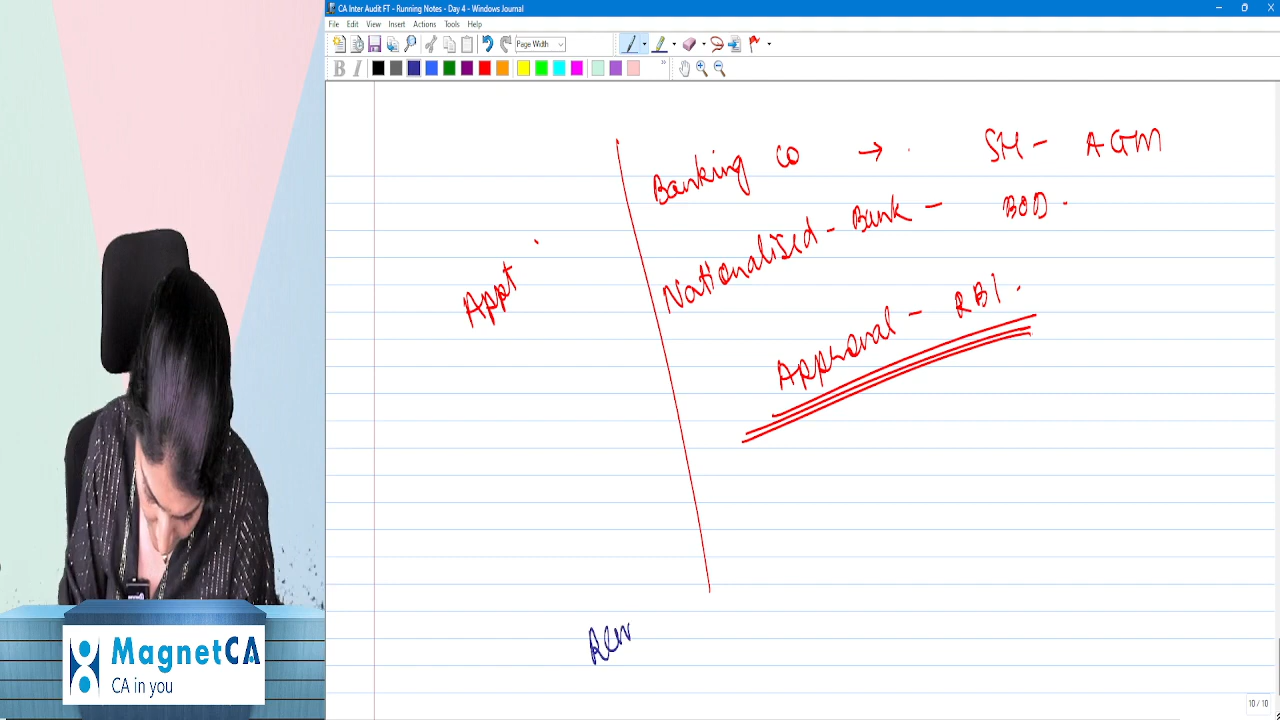 CA Inter Audit FT - Running Notes - Day 4 - Windows Journal
File Edit View Insert Actions Tools Help
Page Width
B I
Banking Co → SH - AGM
Nationalised - Bank - BOD.
Appt
Approval - RBI.
MagnetCA
CA in you
10 / 10